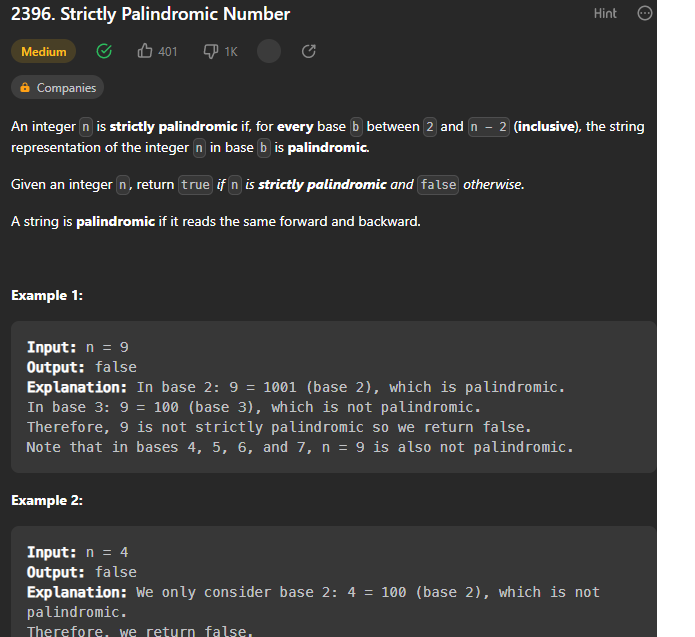 2396. Strictly Palindromic Number
Hint
Medium
401
1K
Companies
An integer n is strictly palindromic if, for every base b between 2 and n - 2 (inclusive), the string
representation of the integer n in base b is palindromic.
Given an integer n, return true if n is strictly palindromic and false otherwise.
A string is palindromic if it reads the same forward and backward.
Example 1:
Input: n = 9
Output: false
Explanation: In base 2: 9 = 1001 (base 2), which is palindromic.
In base 3: 9 = 100 (base 3), which is not palindromic.
Therefore, 9 is not strictly palindromic so we return false.
Note that in bases 4, 5, 6, and 7, n = 9 is also not palindromic.
Example 2:
Input: n = 4
Output: false
Explanation: We only consider base 2: 4 = 100 (base 2), which is not
palindromic.
Therefore, we return false.